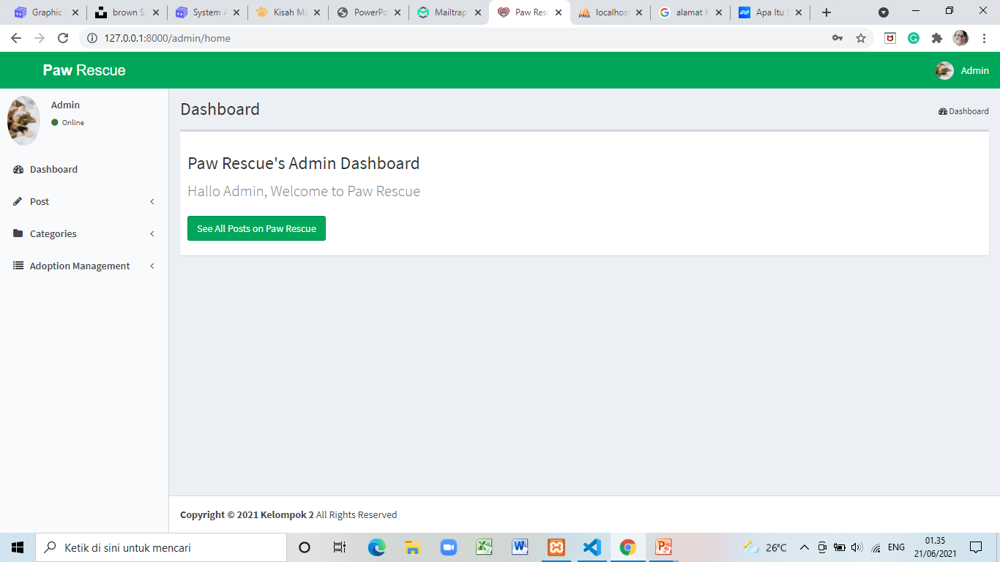 Graphic
brown S
System A
Kisah Ma
PowerPo
Mailtrap
Paw Resc
localhost
alamat h
Apa Itu S
127.0.0.1:8000/admin/home
Paw Rescue
Admin
Admin
Online
Dashboard
Post
Categories
Adoption Management
Dashboard
Dashboard
Paw Rescue's Admin Dashboard
Hallo Admin, Welcome to Paw Rescue
See All Posts on Paw Rescue
Copyright © 2021 Kelompok 2 All Rights Reserved
Ketik di sini untuk mencari
26°C
ENG
01.35
21/06/2021